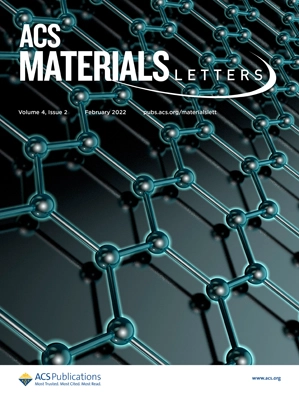 ACS
MATERIALS LETTERS
Volume 4, Issue 2 February 2022 pubs.acs.org/materialslett
ACS Publications
Most Trusted. Most Cited. Most Read.
www.acs.org